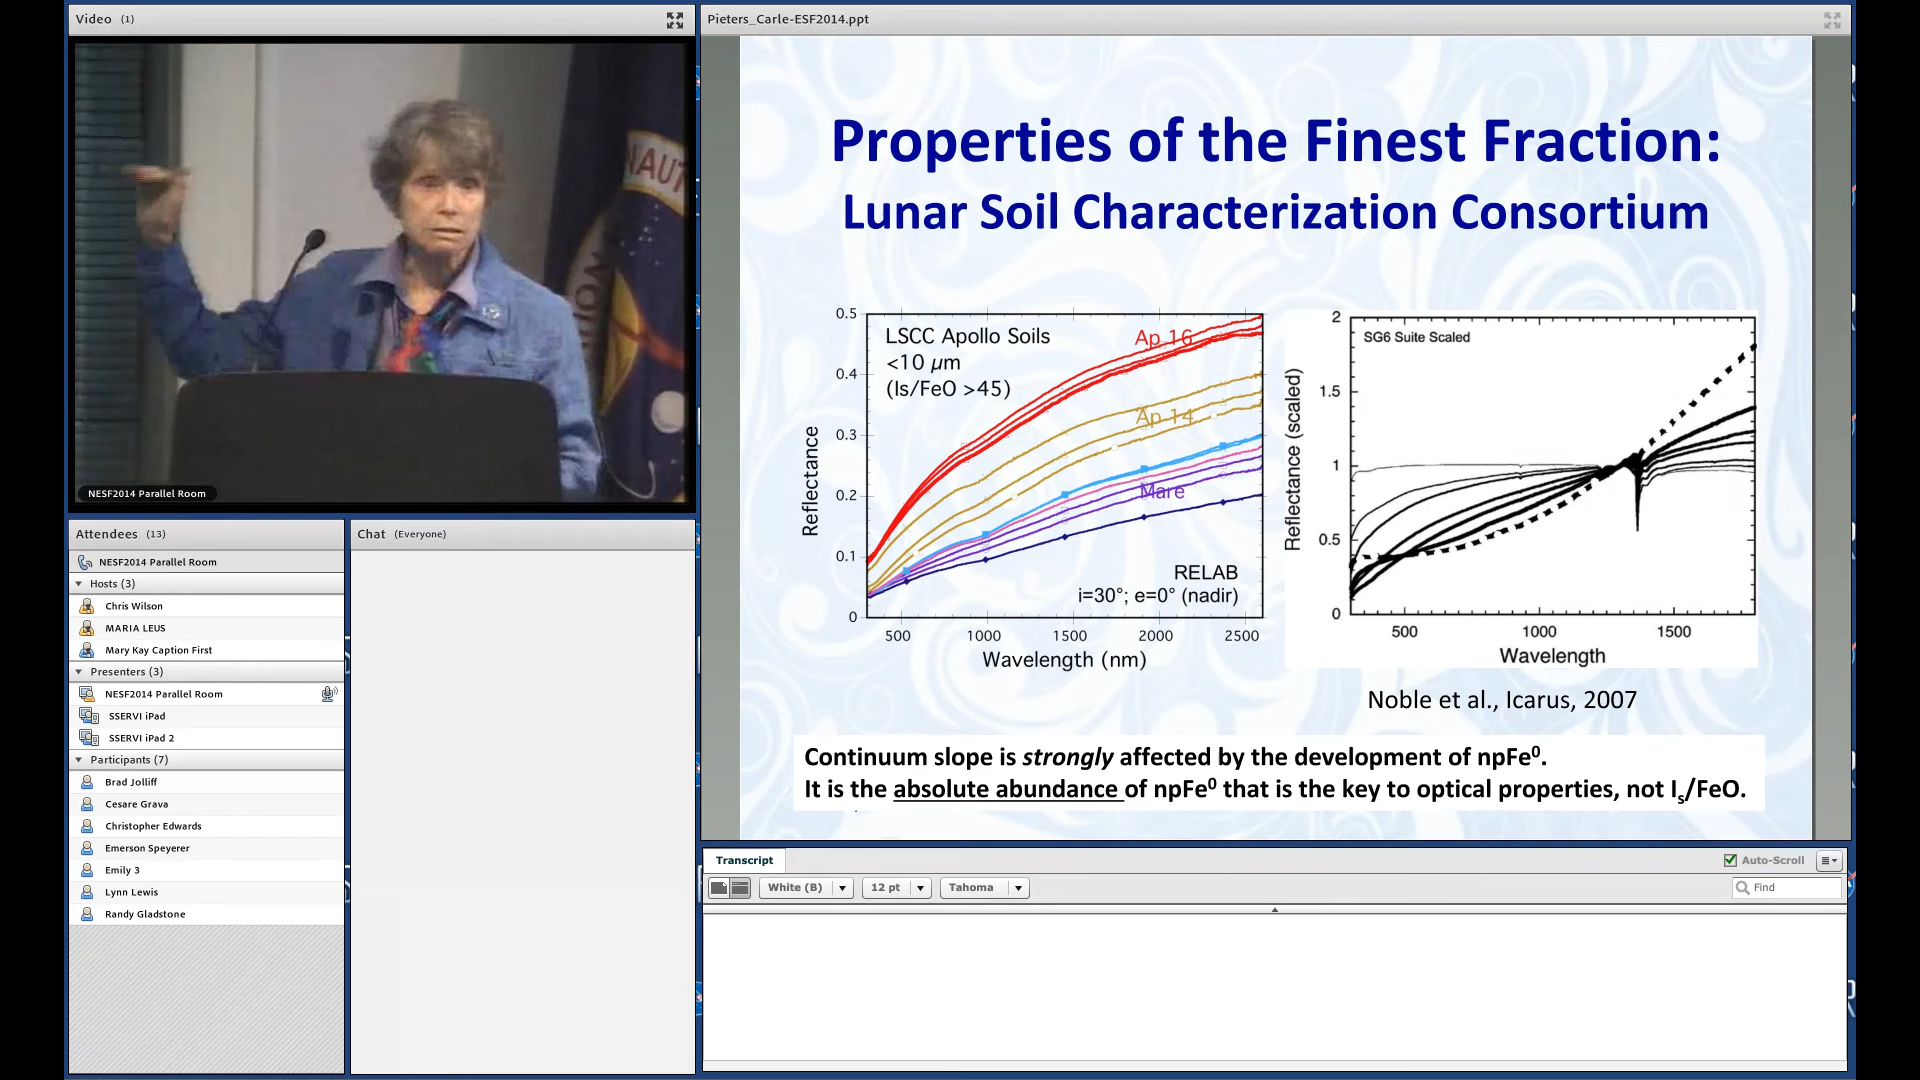 Video (1)
NAUT
NESF2014 Parallel Room
Attendees (13)
NESF2014 Parallel Room
Hosts (3)
Chris Wilson
MARIA LEUS
Mary Kay Caption First
Presenters (3)
NESF2014 Parallel Room
SSERVI iPad
SSERVI iPad 2
Participants (7)
Brad Jolliff
Cesare Grava
Christopher Edwards
Emerson Speyerer
Emily 3
Lynn Lewis
Randy Gladstone
Chat (Everyone)
Pieters_Carle-ESF2014.ppt
Properties of the Finest Fraction:
Lunar Soil Characterization Consortium
LSCC Apollo Soils
<10 µm
(Is/FeO >45)
Ap 16
Ap 14
Mare
RELAB
i=30°; e=0° (nadir)
Reflectance
0.5
0.4
0.3
0.2
0.1
0
500 1000 1500 2000 2500
Wavelength (nm)
SG6 Suite Scaled
Reflectance (scaled)
2
1.5
1
0.5
0
500 1000 1500
Wavelength
Noble et al., Icarus, 2007
Continuum slope is strongly affected by the development of npFe⁰.
It is the absolute abundance of npFe⁰ that is the key to optical properties, not Iₛ/FeO.
Transcript
Auto-Scroll
White (B) 12 pt Tahoma Find